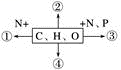 ②
N+ +N、P
① C、H、O ③
④